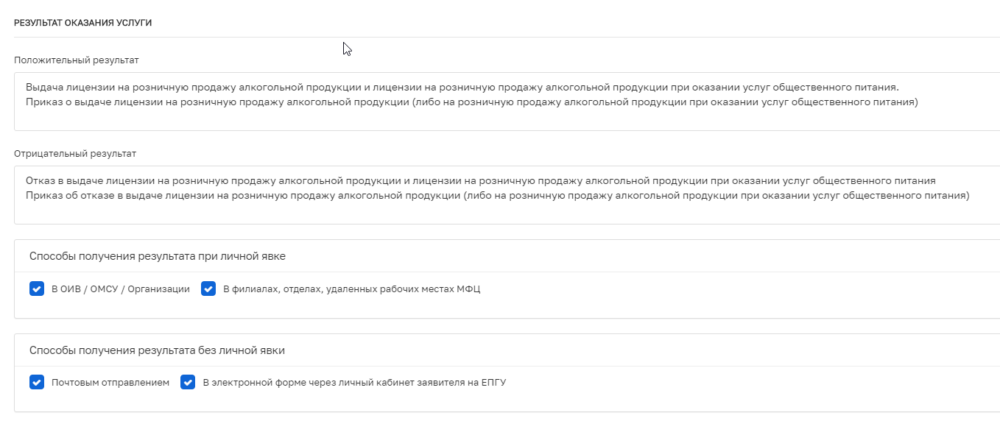 РЕЗУЛЬТАТ ОКАЗАНИЯ УСЛУГИ
Положительный результат
Выдача лицензии на розничную продажу алкогольной продукции и лицензии на розничную продажу алкогольной продукции при оказании услуг общественного питания.
Приказ о выдаче лицензии на розничную продажу алкогольной продукции (либо на розничную продажу алкогольной продукции при оказании услуг общественного питания)
Отрицательный результат
Отказ в выдаче лицензии на розничную продажу алкогольной продукции и лицензии на розничную продажу алкогольной продукции при оказании услуг общественного питания
Приказ об отказе в выдаче лицензии на розничную продажу алкогольной продукции (либо на розничную продажу алкогольной продукции при оказании услуг общественного питания)
Способы получения результата при личной явке
В ОИВ / ОМСУ / Организации В филиалах, отделах, удаленных рабочих местах МФЦ
Способы получения результата без личной явки
Почтовым отправлением В электронной форме через личный кабинет заявителя на ЕПГУ